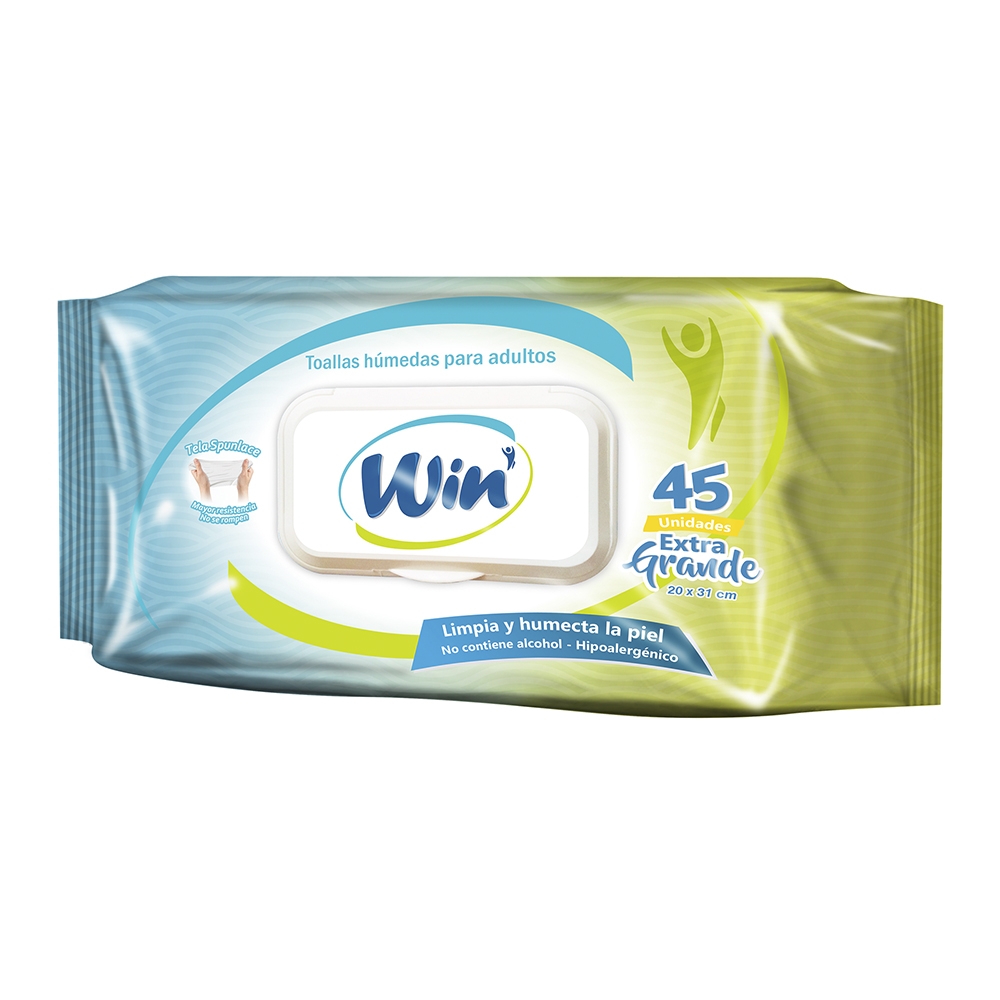 Toallas húmedas para adultos
Tela Spunlace
Mayor resistencia
No se rompen
Win
45
Unidades
Extra
Grande
20 x 31 cm
Limpia y humecta la piel
No contiene alcohol - Hipoalergénico